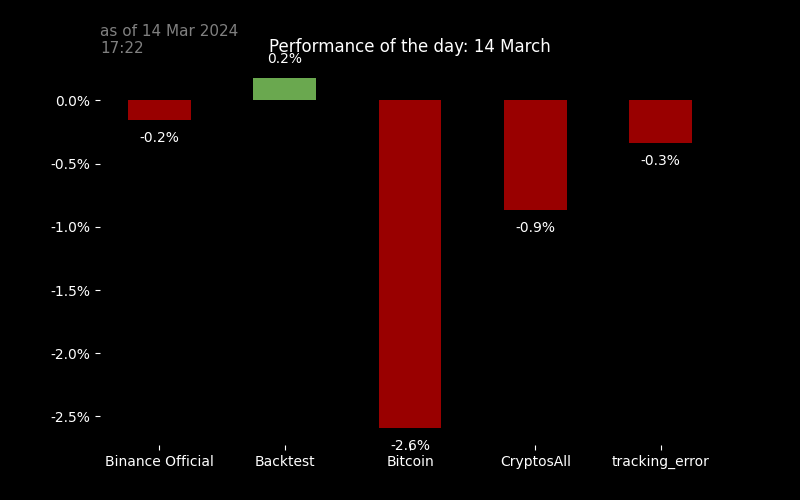 as of 14 Mar 2024
17:22
Performance of the day: 14 March
0.2%
0.0%
-0.2%
-0.3%
-0.5%
-0.9%
-1.0%
-1.5%
-2.0%
-2.5%
-2.6%
Binance Official
Backtest
Bitcoin
CryptosAll
tracking_error